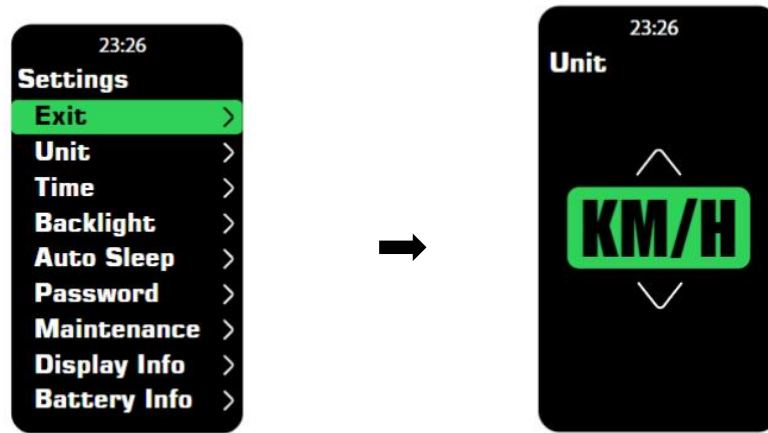 23:26
Settings
Exit
Unit
Time
Backlight
Auto Sleep
Password
Maintenance
Display Info
Battery Info
23:26
Unit
KM/H